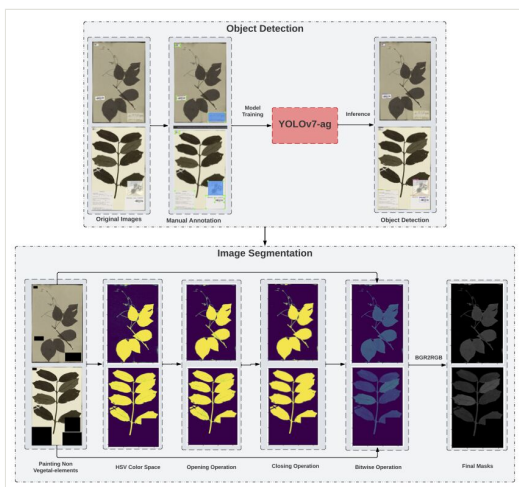 Object Detection
Model
Training
YOLOv7-ag
Inference
Original Images
Manual Annotation
Object Detection
Image Segmentation
BGR2RGB
Painting Non
Vegetal-elements
HSV Color Space
Opening Operation
Closing Operation
Bitwise Operation
Final Masks